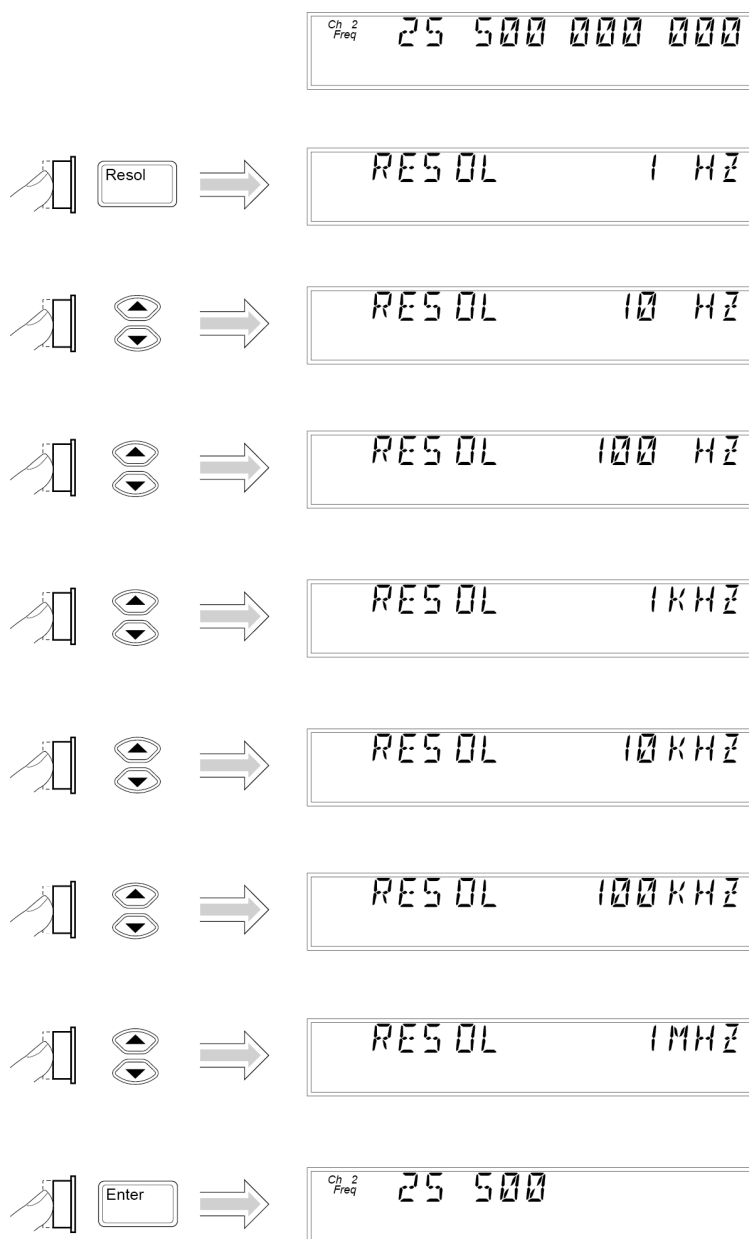 Ch 2
Freq 25 500 000 000
Resol RESOL 1 HZ
RESOL 10 HZ
RESOL 100 HZ
RESOL 1KHZ
RESOL 10KHZ
RESOL 100KHZ
RESOL 1MHZ
Enter Ch 2
Freq 25 500